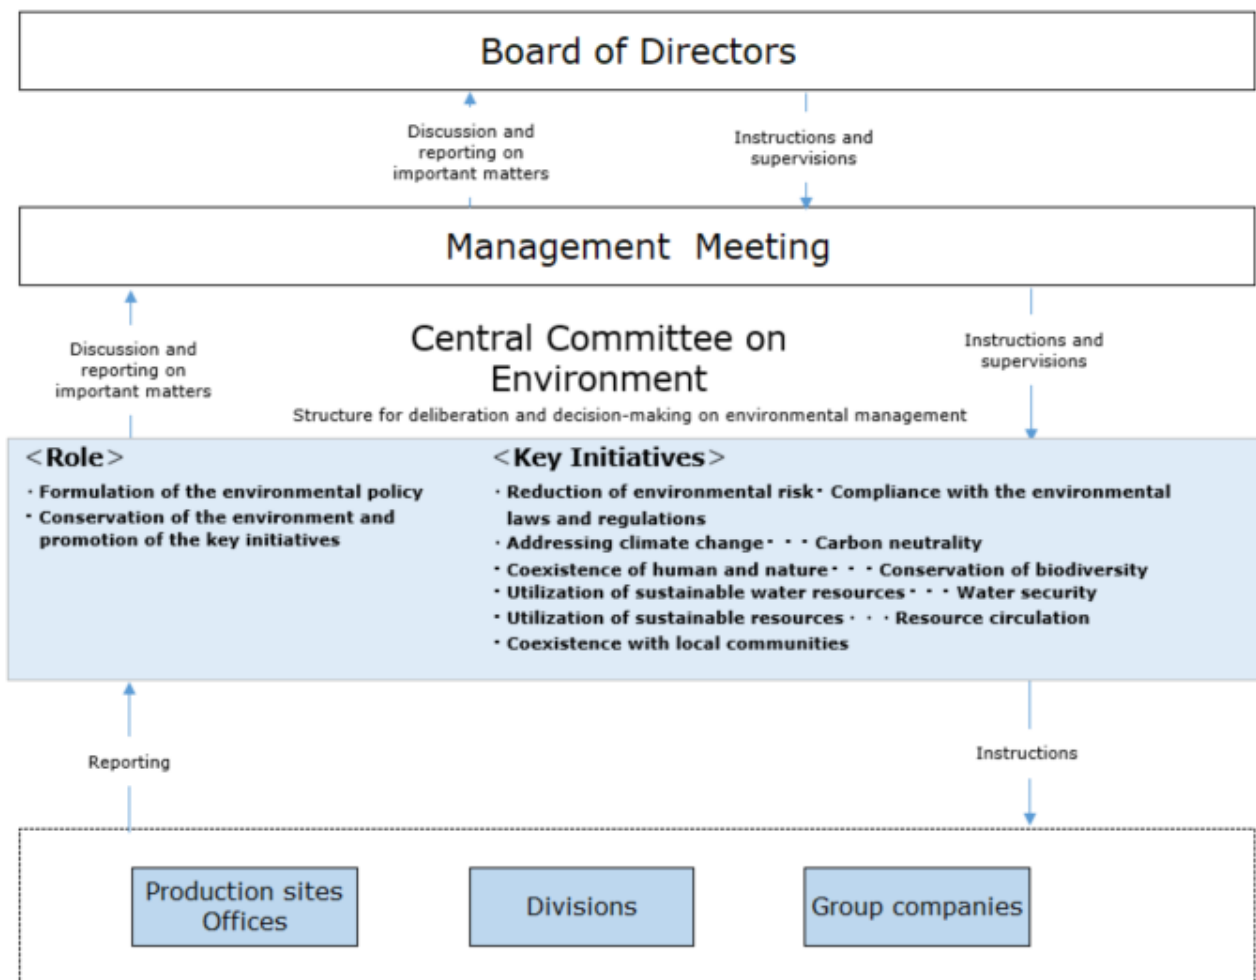 Board of Directors
Discussion and
reporting on
important matters
Instructions and
supervisions
Management Meeting
Discussion and
reporting on
important matters
Central Committee on
Environment
Structure for deliberation and decision-making on environmental management
Instructions and
supervisions
<Role>
・Formulation of the environmental policy
・Conservation of the environment and
promotion of the key initiatives
<Key Initiatives>
・Reduction of environmental risk・Compliance with the environmental
laws and regulations
・Addressing climate change・・・Carbon neutrality
・Coexistence of human and nature・・・Conservation of biodiversity
・Utilization of sustainable water resources・・・Water security
・Utilization of sustainable resources・・・Resource circulation
・Coexistence with local communities
Reporting
Instructions
Production sites
Offices
Divisions
Group companies